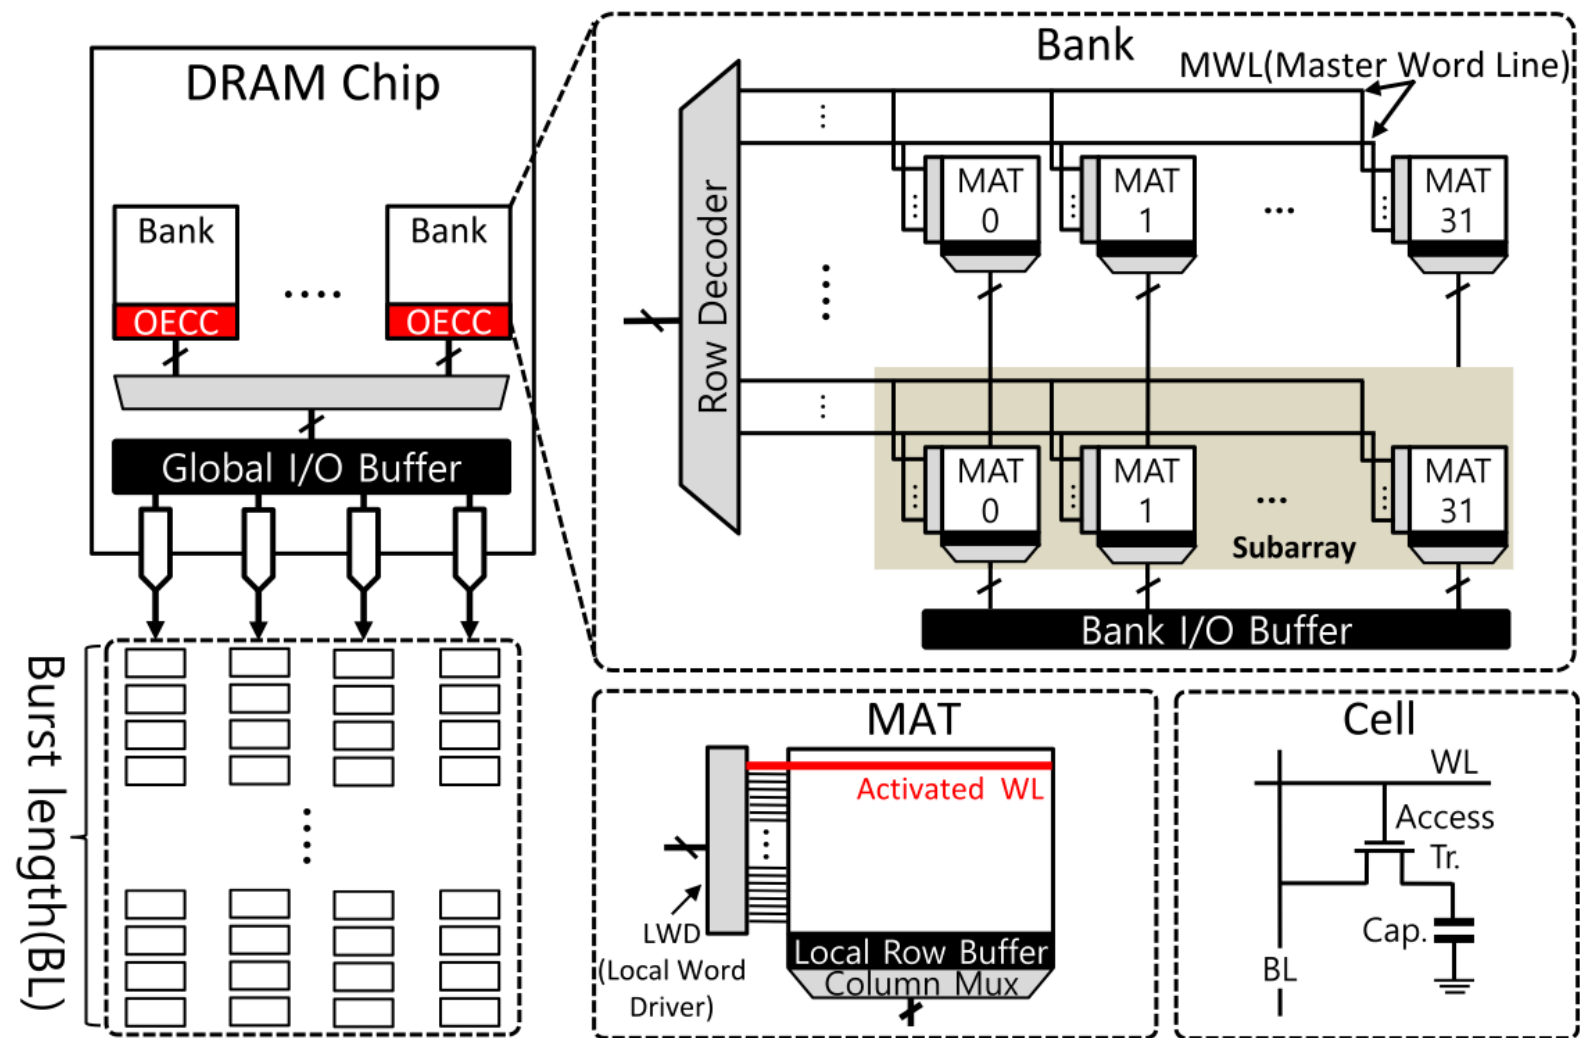 DRAM Chip
Bank
Bank
....
OECC
OECC
Global I/O Buffer
Burst length(BL)
Bank
MWL(Master Word Line)
Row Decoder
MAT
0
MAT
1
...
MAT
31
MAT
0
MAT
1
...
MAT
31
Subarray
Bank I/O Buffer
MAT
Activated WL
LWD
(Local Word
Driver)
Local Row Buffer
Column Mux
Cell
WL
Access
Tr.
Cap.
BL